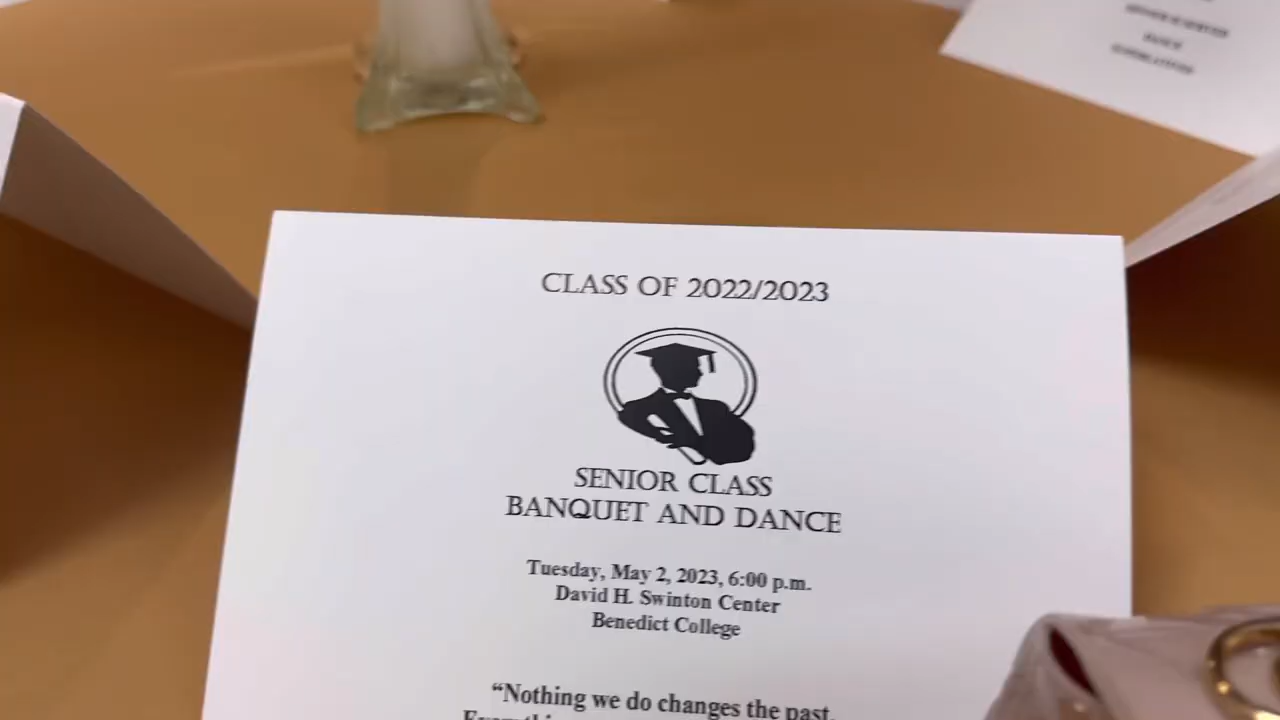 CLASS OF 2022/2023
SENIOR CLASS
BANQUET AND DANCE
Tuesday, May 2, 2023, 6:00 p.m.
David H. Swinton Center
Benedict College
“Nothing we do changes the past.